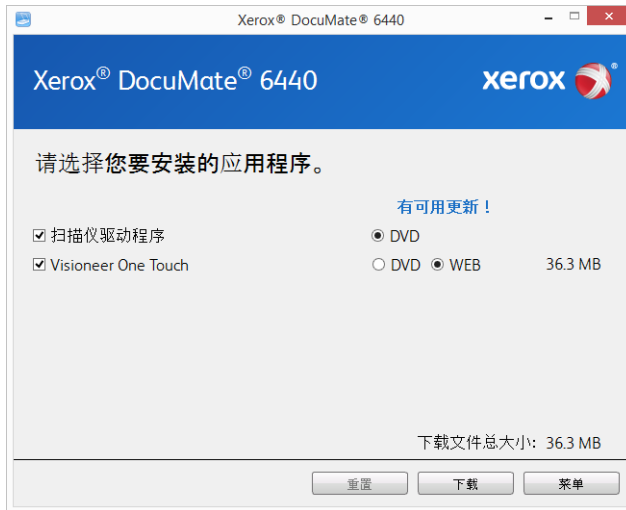 Xerox® DocuMate® 6440
Xerox® DocuMate® 6440 xerox ®
请选择您要安装的应用程序。
有可用更新！
扫描仪驱动程序 DVD
Visioneer One Touch DVD WEB 36.3 MB
下载文件总大小: 36.3 MB
重置 下载 菜单